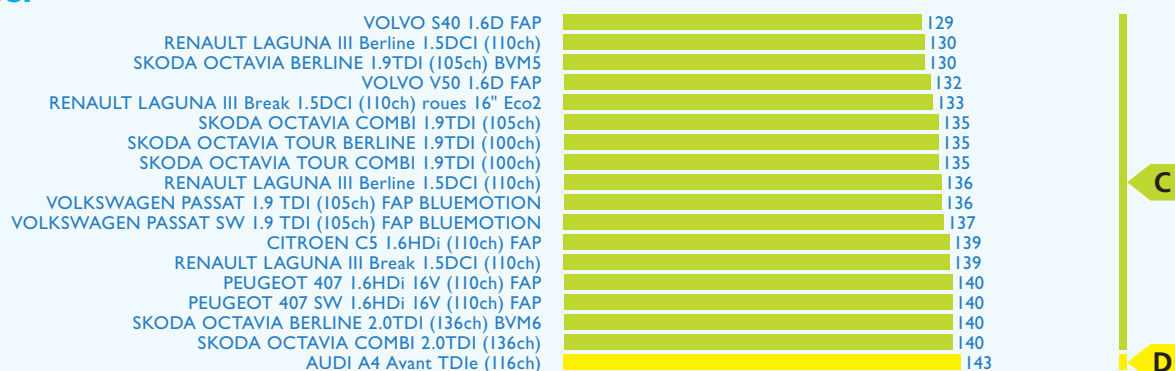 VOLVO S40 1.6D FAP 129
RENAULT LAGUNA III Berline 1.5DCI (110ch) 130
SKODA OCTAVIA BERLINE 1.9TDI (105ch) BVM5 130
VOLVO V50 1.6D FAP 132
RENAULT LAGUNA III Break 1.5DCI (110ch) roues 16" Eco2 133
SKODA OCTAVIA COMBI 1.9TDI (105ch) 135
SKODA OCTAVIA TOUR BERLINE 1.9TDI (100ch) 135
SKODA OCTAVIA TOUR COMBI 1.9TDI (100ch) 135
RENAULT LAGUNA III Berline 1.5DCI (110ch) 136
C
VOLKSWAGEN PASSAT 1.9 TDI (105ch) FAP BLUEMOTION 136
VOLKSWAGEN PASSAT SW 1.9 TDI (105ch) FAP BLUEMOTION 137
CITROEN C5 1.6HDi (110ch) FAP 139
RENAULT LAGUNA III Break 1.5DCI (110ch) 139
PEUGEOT 407 1.6HDi 16V (110ch) FAP 140
PEUGEOT 407 SW 1.6HDi 16V (110ch) FAP 140
SKODA OCTAVIA BERLINE 2.0TDI (136ch) BVM6 140
SKODA OCTAVIA COMBI 2.0TDI (136ch) 140
AUDI A4 Avant TDIe (116ch) 143 D